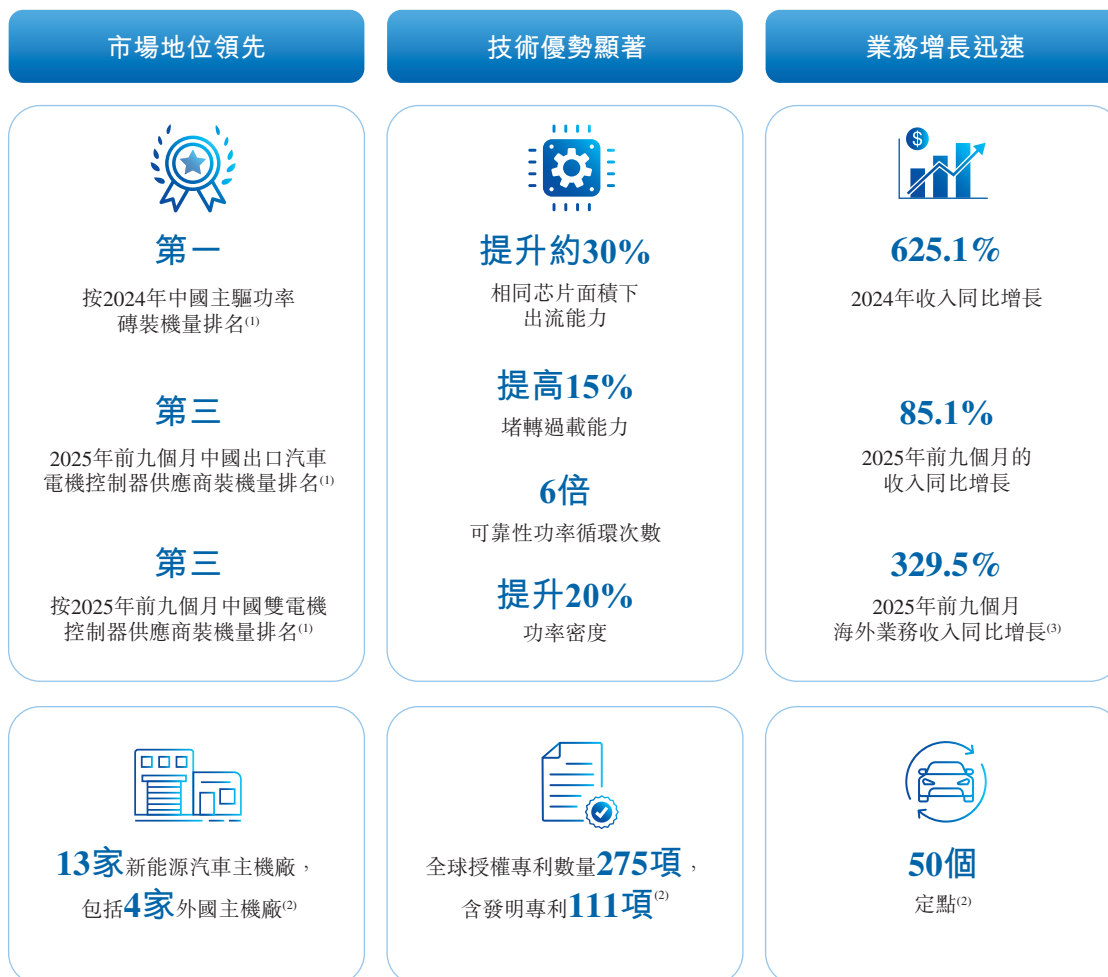 市場地位領先
技術優勢顯著
業務增長迅速
第一
按2024年中國主驅功率
磚裝機量排名(1)
第三
2025年前九個月中國出口汽車
電機控制器供應商裝機量排名(1)
第三
按2025年前九個月中國雙電機
控制器供應商裝機量排名(1)
提升約30%
相同芯片面積下
出流能力
提高15%
堵轉過載能力
6倍
可靠性功率循環次數
提升20%
功率密度
$
625.1%
2024年收入同比增長
85.1%
2025年前九個月的
收入同比增長
329.5%
2025年前九個月
海外業務收入同比增長(3)
13家新能源汽車主機廠，
包括4家外國主機廠(2)
全球授權專利數量275項，
含發明專利111項(2)
50個
定點(2)